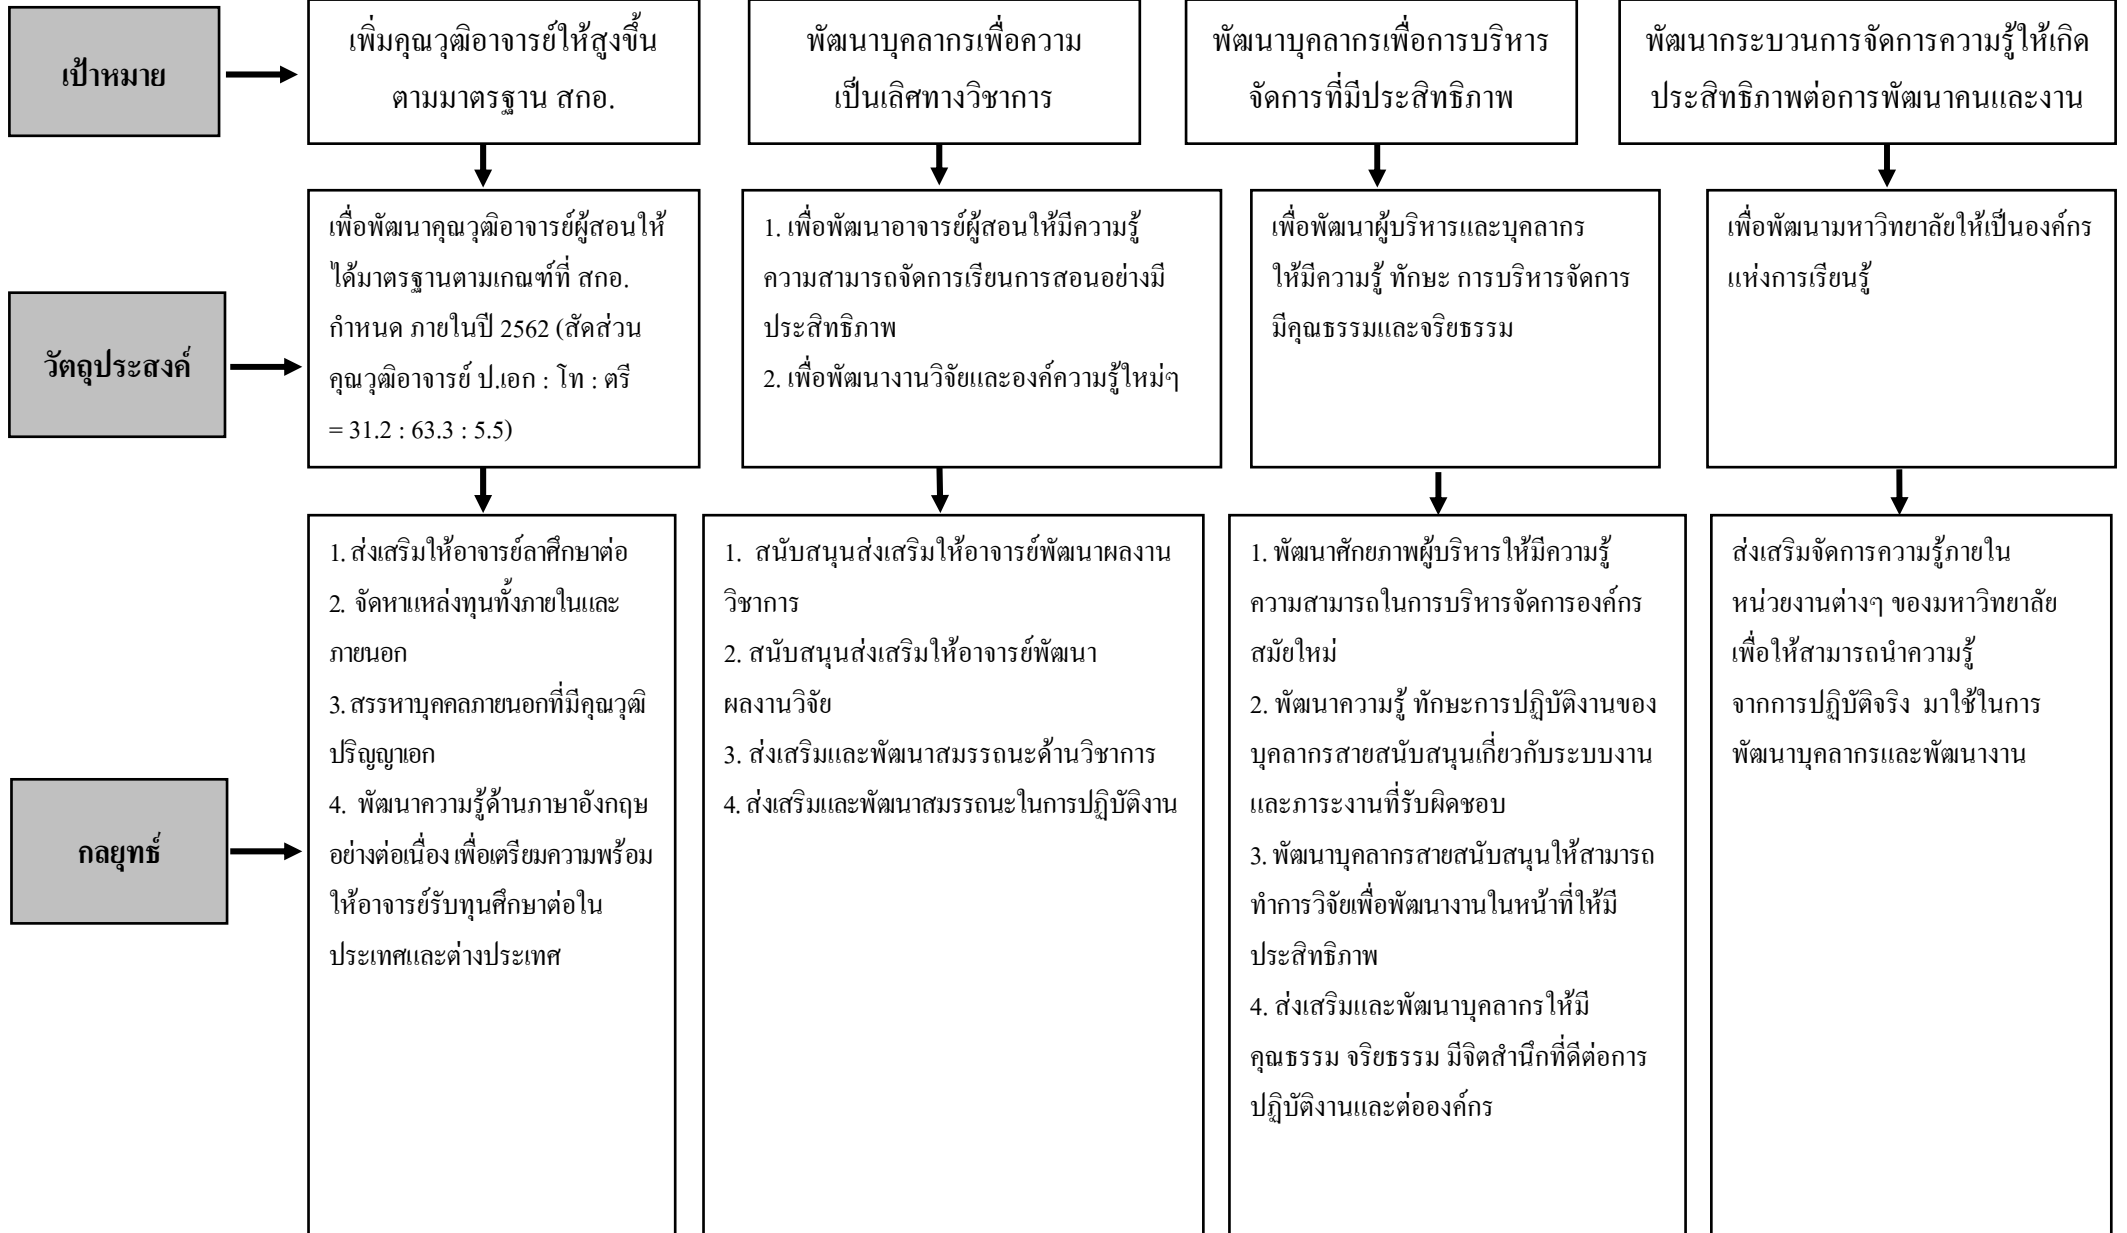 เป้าหมาย
เพิ่มคุณวุฒิอาจารย์ให้สูงขึ้น
ตามมาตรฐาน สกอ.
พัฒนาบุคลากรเพื่อความ
เป็นเลิศทางวิชาการ
พัฒนาบุคลากรเพื่อการบริหาร
จัดการที่มีประสิทธิภาพ
พัฒนากระบวนการจัดการความรู้ให้เกิด
ประสิทธิภาพต่อการพัฒนาคนและงาน
วัตถุประสงค์
เพื่อพัฒนาคุณวุฒิอาจารย์ผู้สอนให้
ได้มาตรฐานตามเกณฑ์ที่ สกอ.
กำหนด ภายในปี 2562 (สัดส่วน
คุณวุฒิอาจารย์ ป.เอก : โท : ตรี
= 31.2 : 63.3 : 5.5)
1. เพื่อพัฒนาอาจารย์ผู้สอนให้มีความรู้
ความสามารถจัดการเรียนการสอนอย่างมี
ประสิทธิภาพ
2. เพื่อพัฒนางานวิจัยและองค์ความรู้ใหม่ๆ
เพื่อพัฒนาผู้บริหารและบุคลากร
ให้มีความรู้ ทักษะ การบริหารจัดการ
มีคุณธรรมและจริยธรรม
เพื่อพัฒนามหาวิทยาลัยให้เป็นองค์กร
แห่งการเรียนรู้
กลยุทธ์
1. ส่งเสริมให้อาจารย์ลาศึกษาต่อ
2. จัดหาแหล่งทุนทั้งภายในและ
ภายนอก
3. สรรหาบุคคลภายนอกที่มีคุณวุฒิ
ปริญญาเอก
4. พัฒนาความรู้ด้านภาษาอังกฤษ
อย่างต่อเนื่อง เพื่อเตรียมความพร้อม
ให้อาจารย์รับทุนศึกษาต่อใน
ประเทศและต่างประเทศ
1. สนับสนุนส่งเสริมให้อาจารย์พัฒนาผลงาน
วิชาการ
2. สนับสนุนส่งเสริมให้อาจารย์พัฒนา
ผลงานวิจัย
3. ส่งเสริมและพัฒนาสมรรถนะด้านวิชาการ
4. ส่งเสริมและพัฒนาสมรรถนะในการปฏิบัติงาน
1. พัฒนาศักยภาพผู้บริหารให้มีความรู้
ความสามารถในการบริหารจัดการองค์กร
สมัยใหม่
2. พัฒนาความรู้ ทักษะการปฏิบัติงานของ
บุคลากรสายสนับสนุนเกี่ยวกับระบบงาน
และภาระงานที่รับผิดชอบ
3. พัฒนาบุคลากรสายสนับสนุนให้สามารถ
ทำการวิจัยเพื่อพัฒนางานในหน้าที่ให้มี
ประสิทธิภาพ
4. ส่งเสริมและพัฒนาบุคลากรให้มี
คุณธรรม จริยธรรม มีจิตสำนึกที่ดีต่อการ
ปฏิบัติงานและต่อองค์กร
ส่งเสริมจัดการความรู้ภายใน
หน่วยงานต่างๆ ของมหาวิทยาลัย
เพื่อให้สามารถนำความรู้
จากการปฏิบัติจริง มาใช้ในการ
พัฒนาบุคลากรและพัฒนางาน